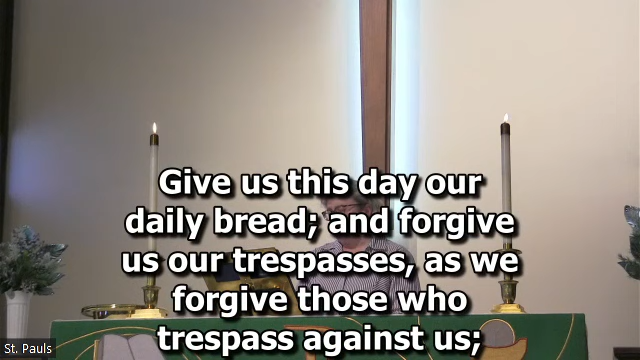 Give us this day our
daily bread; and forgive
us our trespasses, as we
forgive those who
trespass against us;
St. Pauls